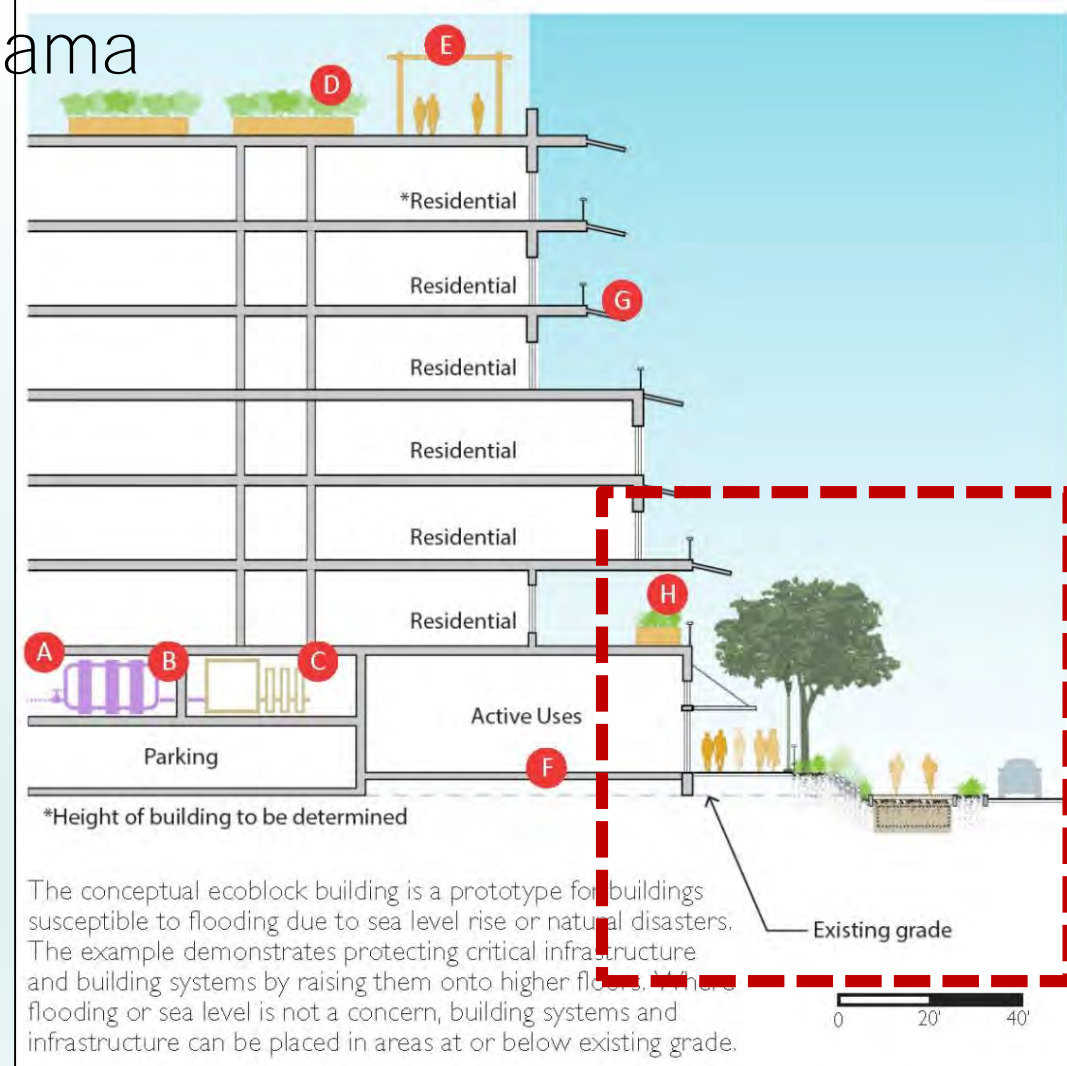 ama
E
D
*Residential
Residential
G
Residential
Residential
Residential
H
Residential
A
B
C
Active Uses
Parking
F
*Height of building to be determined
The conceptual ecoblock building is a prototype for buildings
susceptible to flooding due to sea level rise or natural disasters.
The example demonstrates protecting critical infrastructure
and building systems by raising them onto higher floors. Where
flooding or sea level is not a concern, building systems and
infrastructure can be placed in areas at or below existing grade.
Existing grade
0 20' 40'